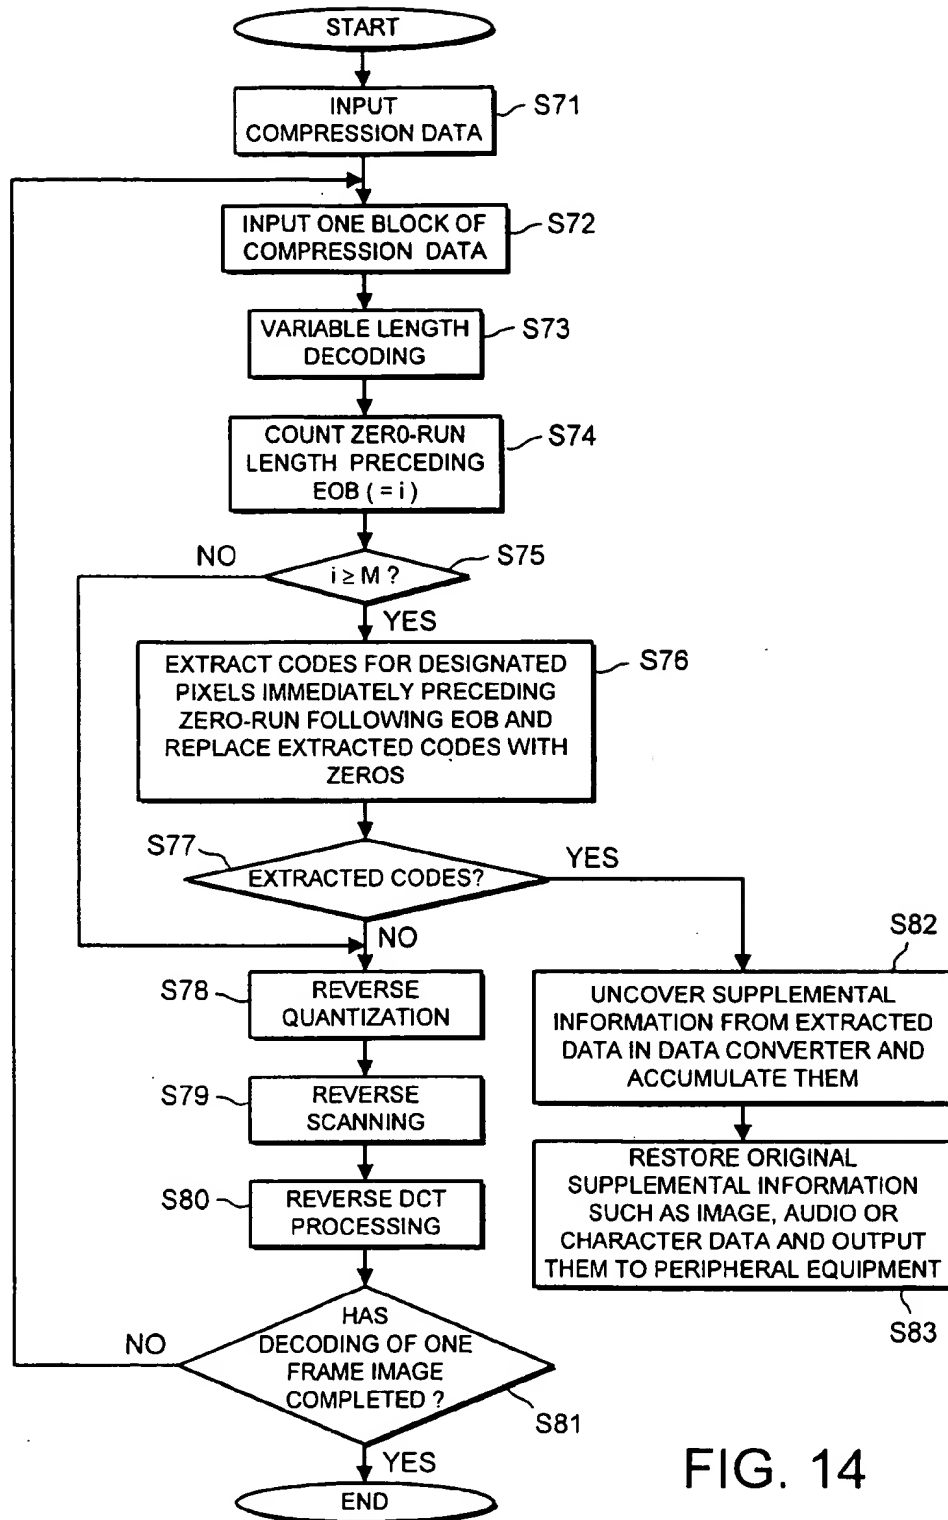 START
INPUT
COMPRESSION DATA
S71
INPUT ONE BLOCK OF
COMPRESSION DATA
S72
VARIABLE LENGTH
DECODING
S73
COUNT ZER0-RUN
LENGTH PRECEDING
EOB ( = i )
S74
i ≥ M ?
S75
NO
YES
EXTRACT CODES FOR DESIGNATED
PIXELS IMMEDIATELY PRECEDING
ZERO-RUN FOLLOWING EOB AND
REPLACE EXTRACTED CODES WITH
ZEROS
S76
S77
EXTRACTED CODES?
YES
NO
S78
REVERSE
QUANTIZATION
S79
REVERSE
SCANNING
S80
REVERSE DCT
PROCESSING
S82
UNCOVER SUPPLEMENTAL
INFORMATION FROM EXTRACTED
DATA IN DATA CONVERTER AND
ACCUMULATE THEM
RESTORE ORIGINAL
SUPPLEMENTAL INFORMATION
SUCH AS IMAGE, AUDIO OR
CHARACTER DATA AND OUTPUT
THEM TO PERIPHERAL EQUIPMENT
S83
NO
HAS
DECODING OF ONE
FRAME IMAGE
COMPLETED ?
S81
YES
END
FIG. 14